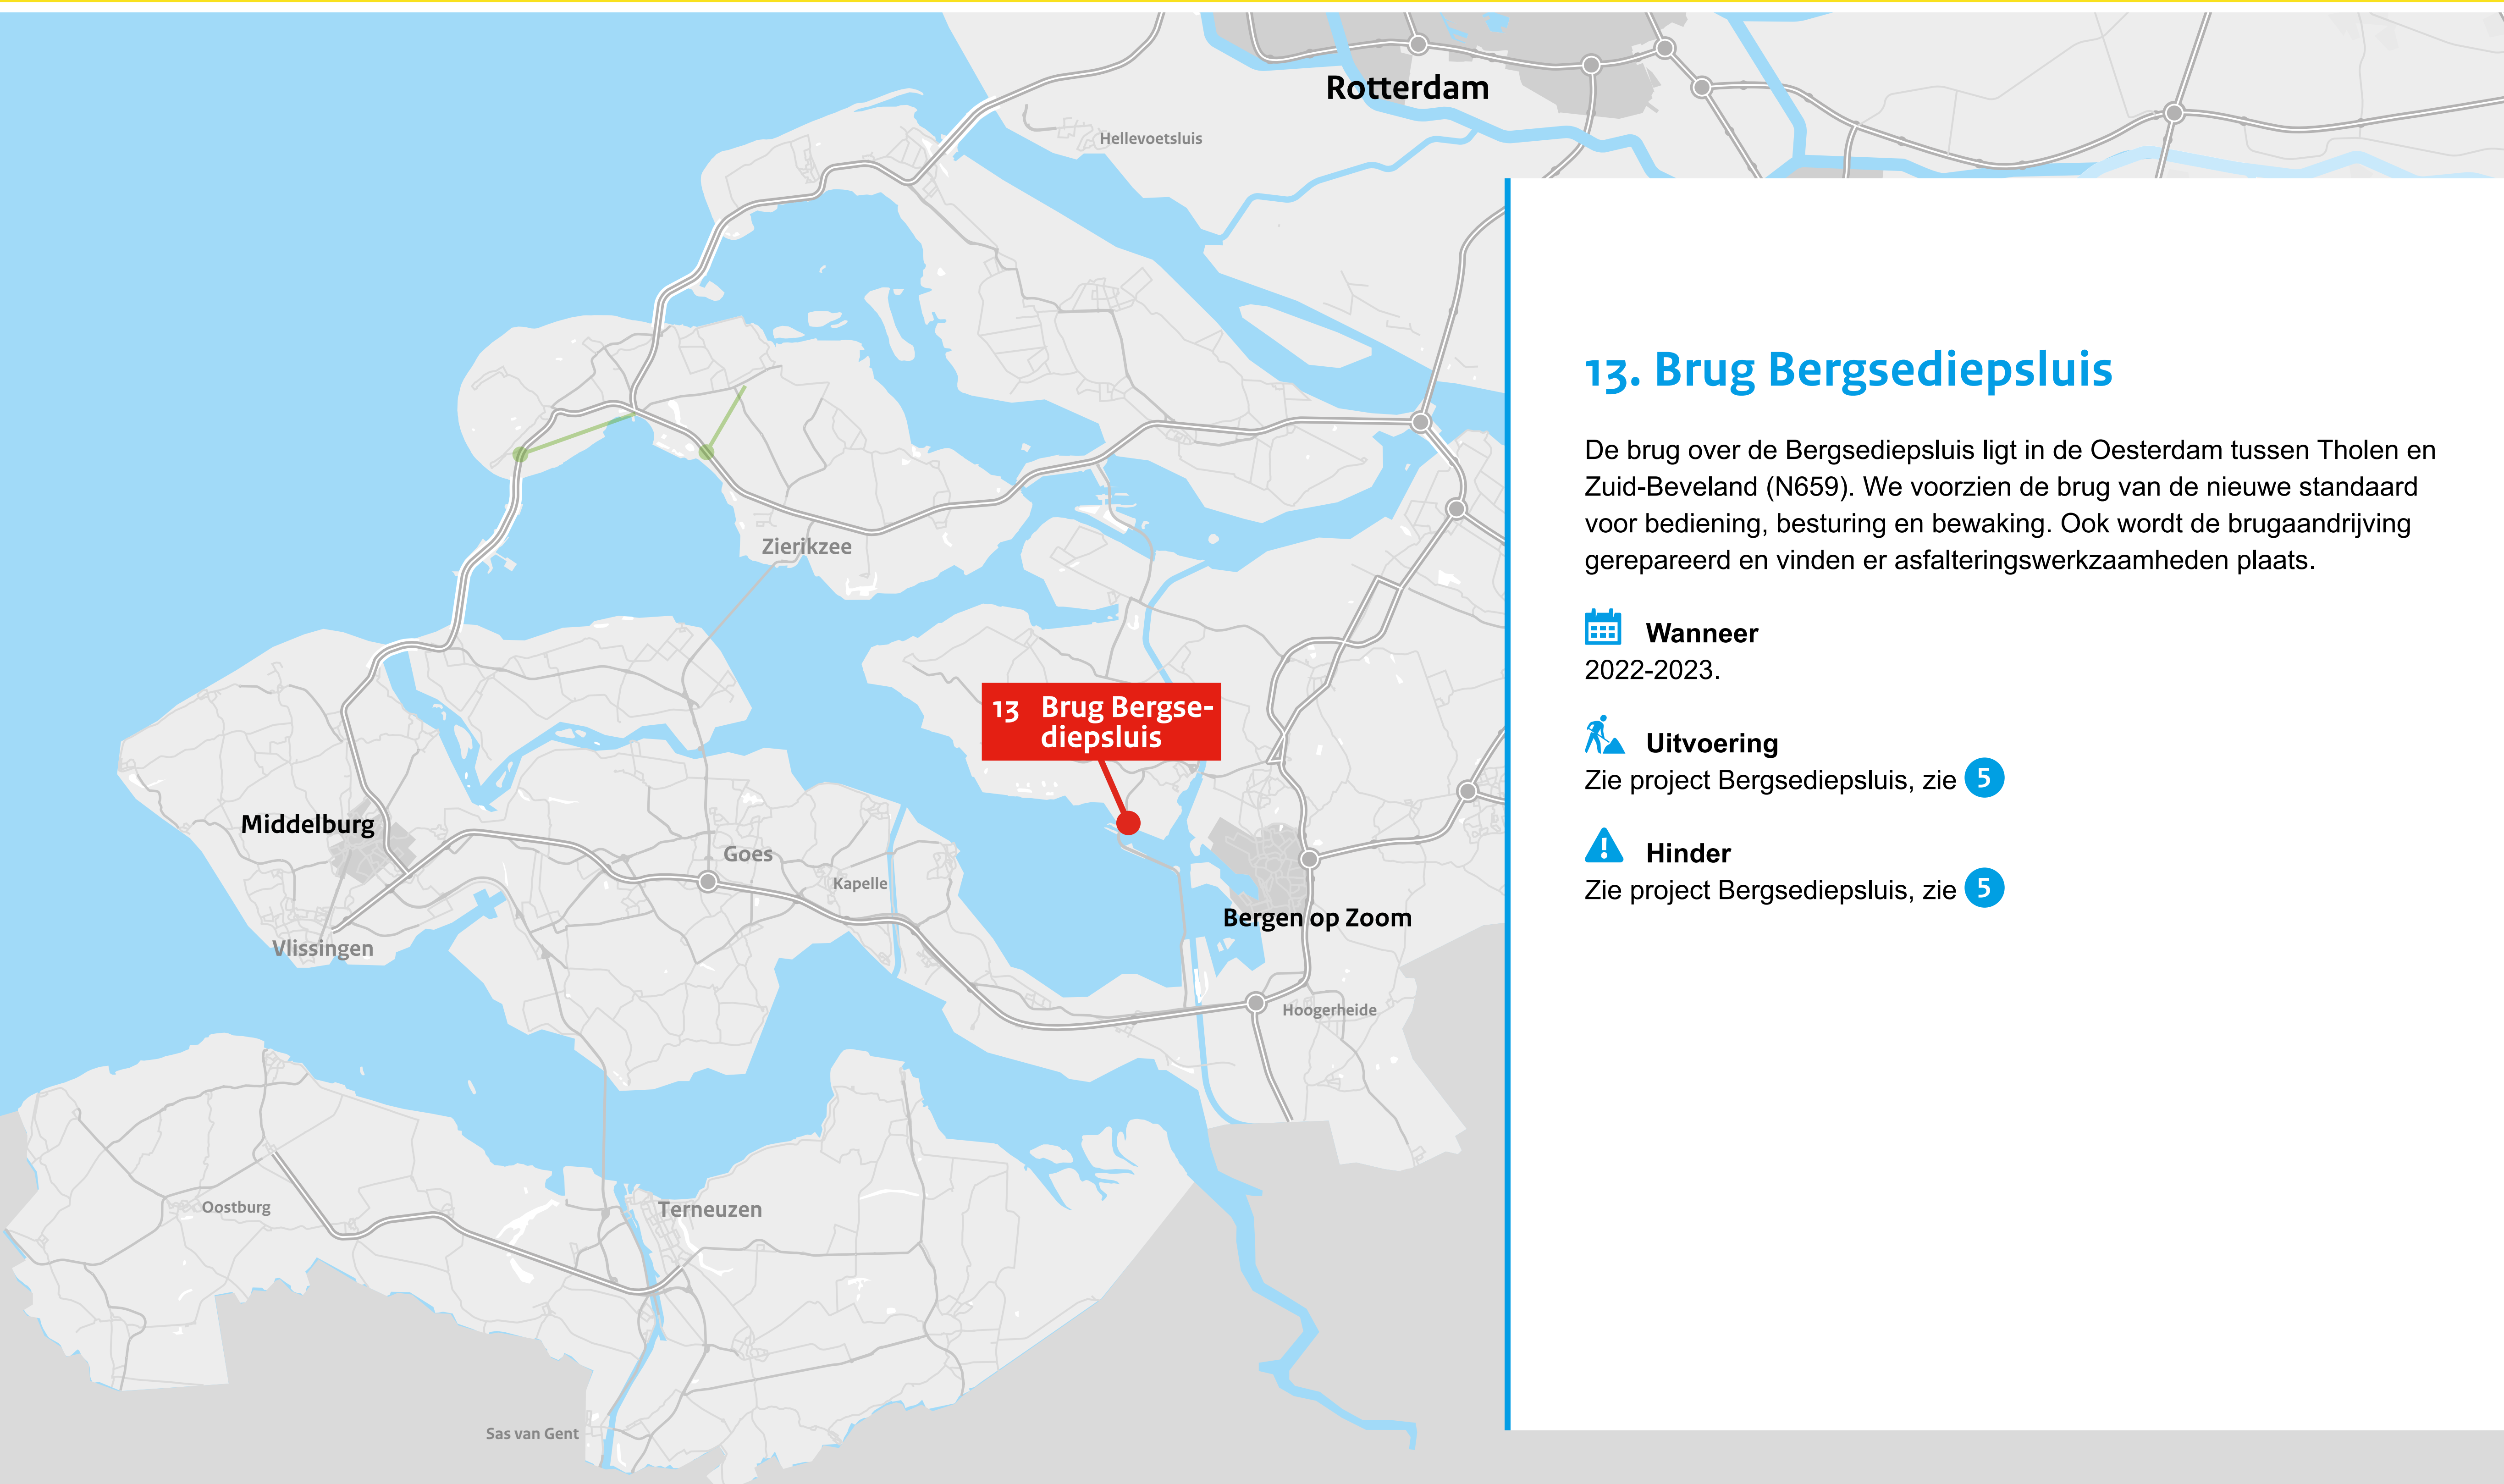 Rotterdam
Hellevoetsluis
Zierikzee
13 Brug Bergse-
diepsluis
Middelburg
Goes
Kapelle
Bergen op Zoom
Vlissingen
Hoogerheide
Oostburg
Terneuzen
Sas van Gent
13. Brug Bergsediepsluis
De brug over de Bergsediepsluis ligt in de Oesterdam tussen Tholen en
Zuid-Beveland (N659). We voorzien de brug van de nieuwe standaard
voor bediening, besturing en bewaking. Ook wordt de brugaandrijving
gerepareerd en vinden er asfalteringswerkzaamheden plaats.
Wanneer
2022-2023.
Uitvoering
Zie project Bergsediepsluis, zie 5
Hinder
Zie project Bergsediepsluis, zie 5